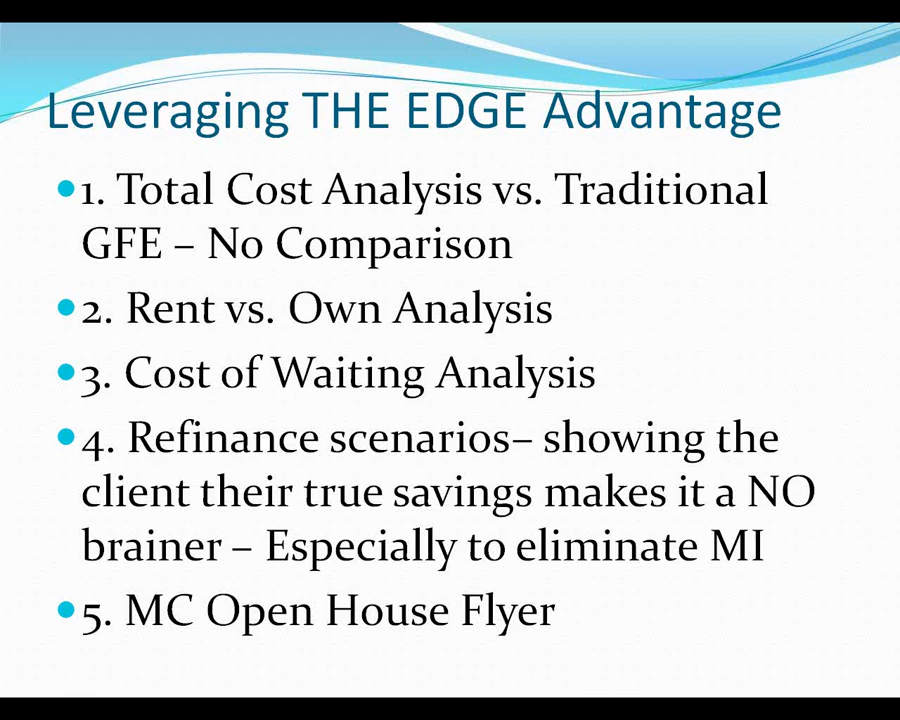 Leveraging THE EDGE Advantage
•1. Total Cost Analysis vs. Traditional
GFE – No Comparison
•2. Rent vs. Own Analysis
•3. Cost of Waiting Analysis
•4. Refinance scenarios– showing the
client their true savings makes it a NO
brainer – Especially to eliminate MI
•5. MC Open House Flyer